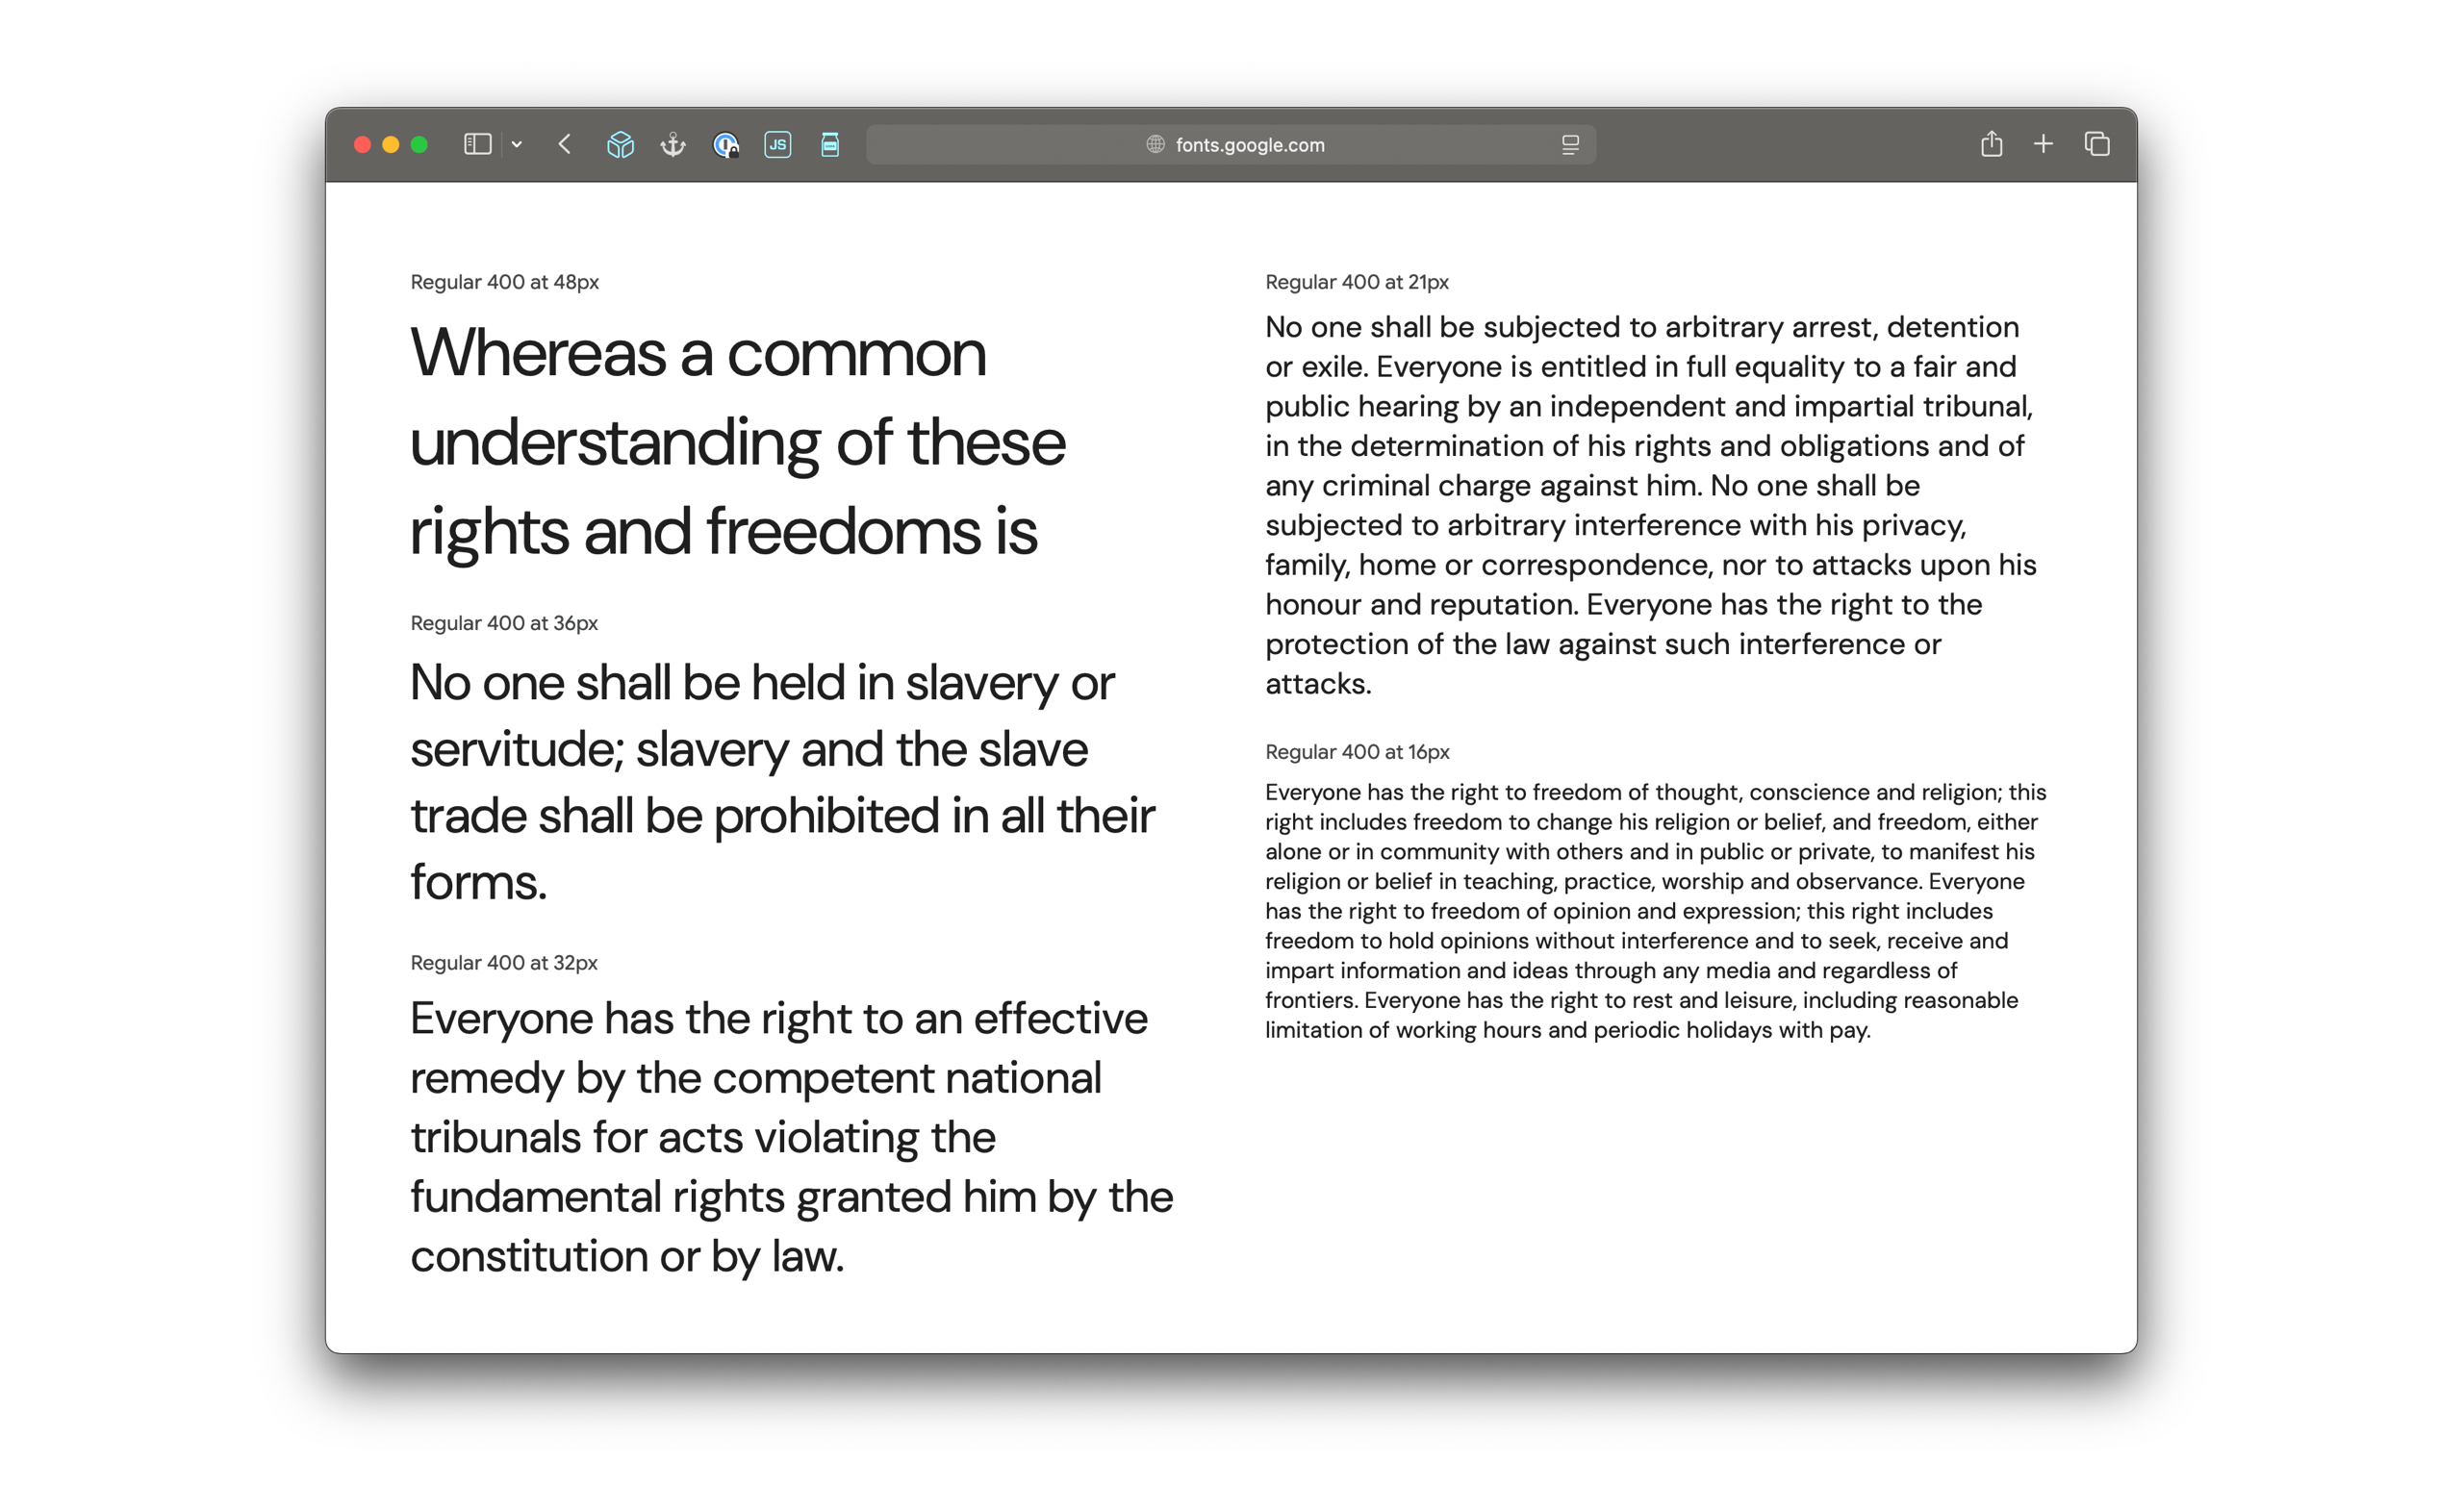 JS
fonts.google.com
Regular 400 at 48px
Whereas a common
understanding of these
rights and freedoms is
Regular 400 at 36px
No one shall be held in slavery or
servitude; slavery and the slave
trade shall be prohibited in all their
forms.
Regular 400 at 32px
Everyone has the right to an effective
remedy by the competent national
tribunals for acts violating the
fundamental rights granted him by the
constitution or by law.
Regular 400 at 21px
No one shall be subjected to arbitrary arrest, detention
or exile. Everyone is entitled in full equality to a fair and
public hearing by an independent and impartial tribunal,
in the determination of his rights and obligations and of
any criminal charge against him. No one shall be
subjected to arbitrary interference with his privacy,
family, home or correspondence, nor to attacks upon his
honour and reputation. Everyone has the right to the
protection of the law against such interference or
attacks.
Regular 400 at 16px
Everyone has the right to freedom of thought, conscience and religion; this
right includes freedom to change his religion or belief, and freedom, either
alone or in community with others and in public or private, to manifest his
religion or belief in teaching, practice, worship and observance. Everyone
has the right to freedom of opinion and expression; this right includes
freedom to hold opinions without interference and to seek, receive and
impart information and ideas through any media and regardless of
frontiers. Everyone has the right to rest and leisure, including reasonable
limitation of working hours and periodic holidays with pay.